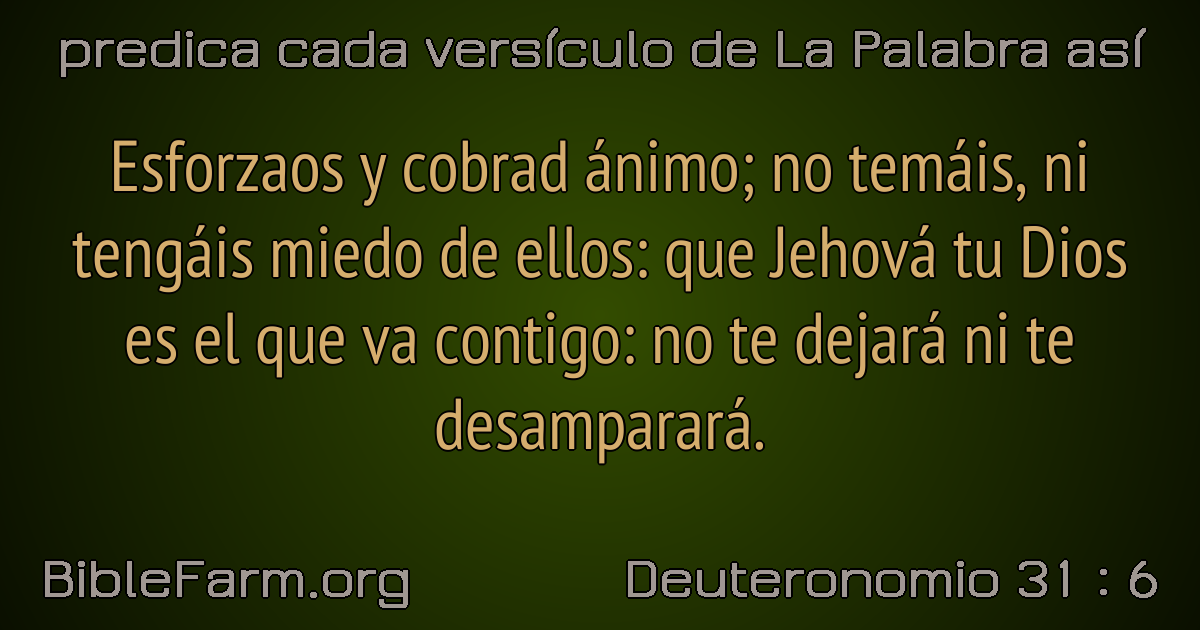 predica cada versículo de La Palabra así
Esforzaos y cobrad ánimo; no temáis, ni
tengáis miedo de ellos: que Jehová tu Dios
es el que va contigo: no te dejará ni te
desamparará.
BibleFarm.org
Deuteronomio 31 : 6